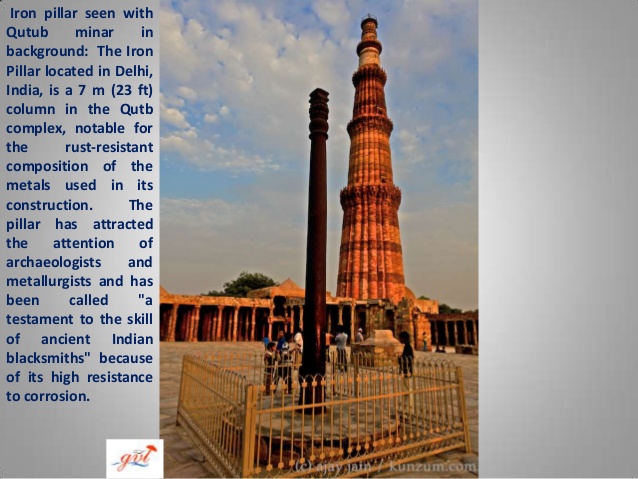 Iron pillar seen with
Qutub minar in
background: The Iron
Pillar located in Delhi,
India, is a 7 m (23 ft)
column in the Qutb
complex, notable for
the rust-resistant
composition of the
metals used in its
construction. The
pillar has attracted
the attention of
archaeologists and
metallurgists and has
been called "a
testament to the skill
of ancient Indian
blacksmiths" because
of its high resistance
to corrosion.
gvt
(c) ajay jain / kunzum.com